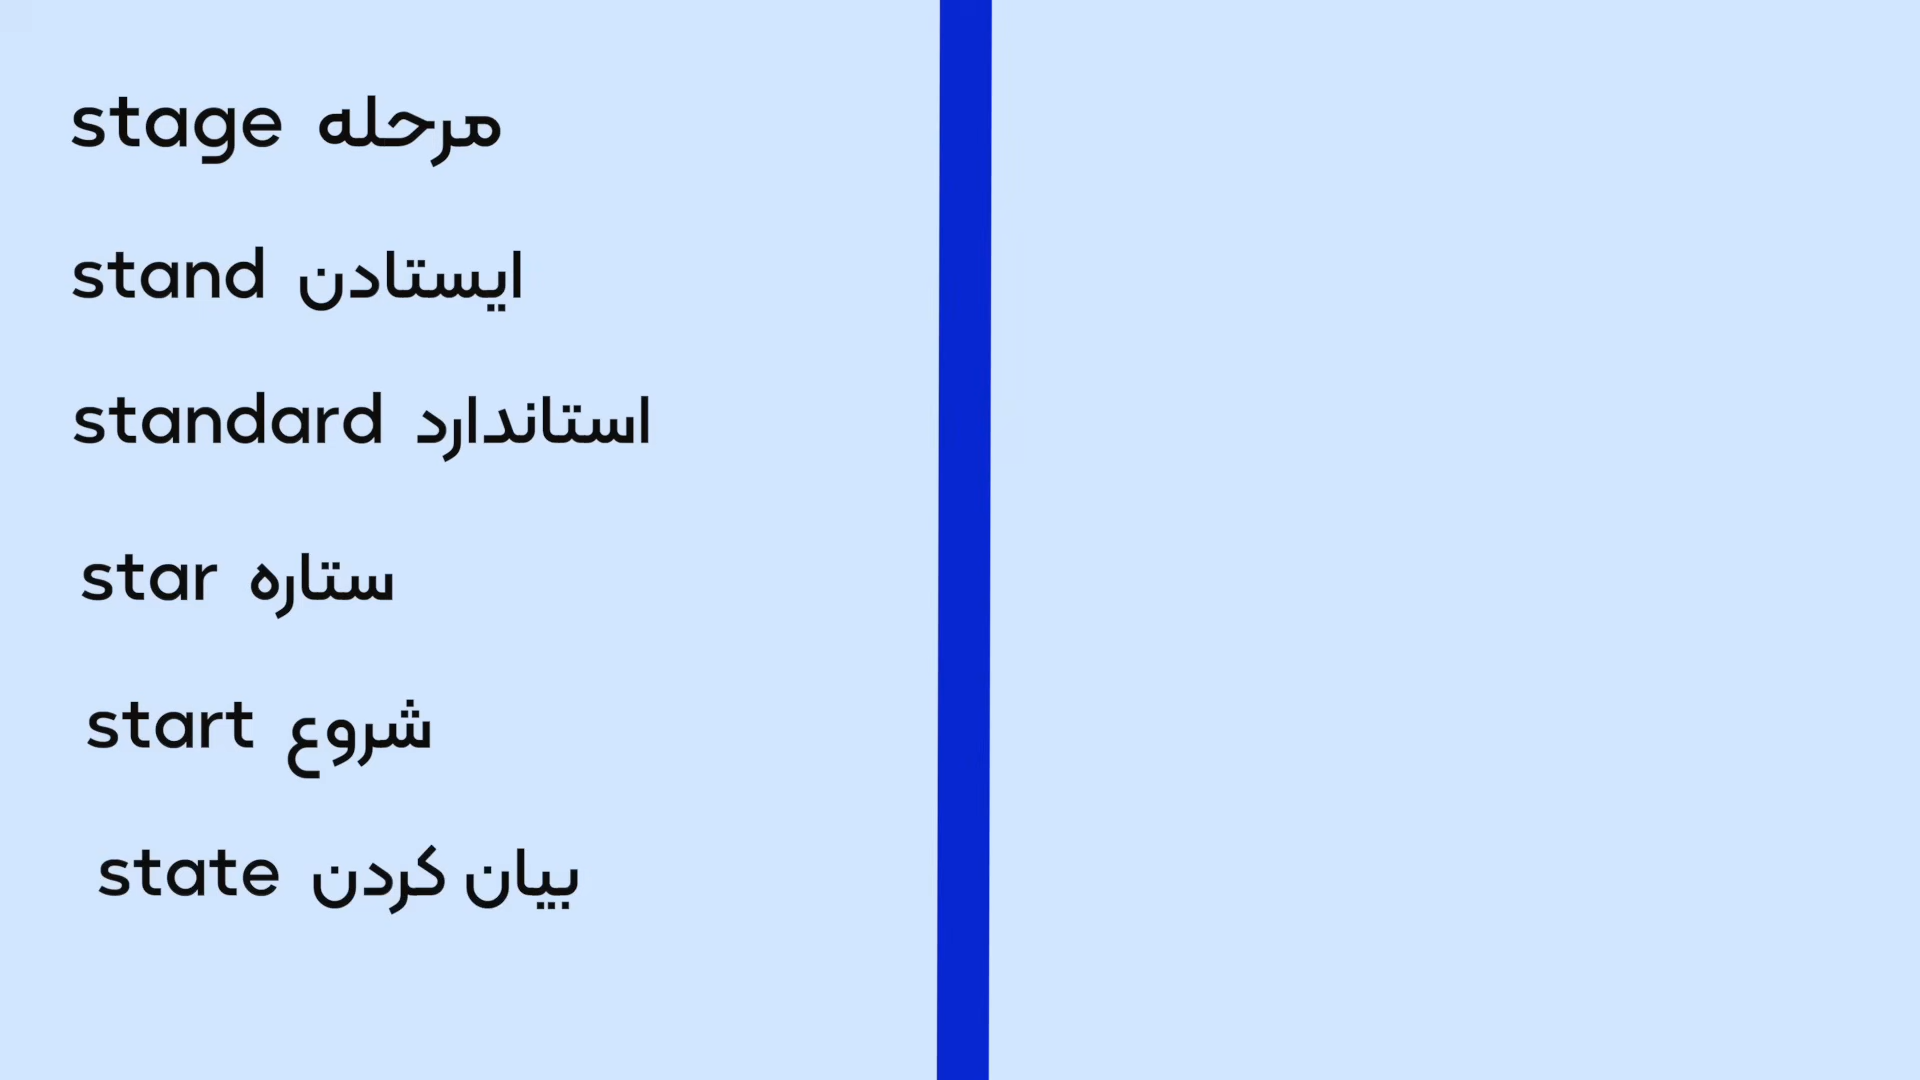 stage مرحله
stand ایستادن
standard استاندارد
star ستاره
start شروع
state بیان کردن